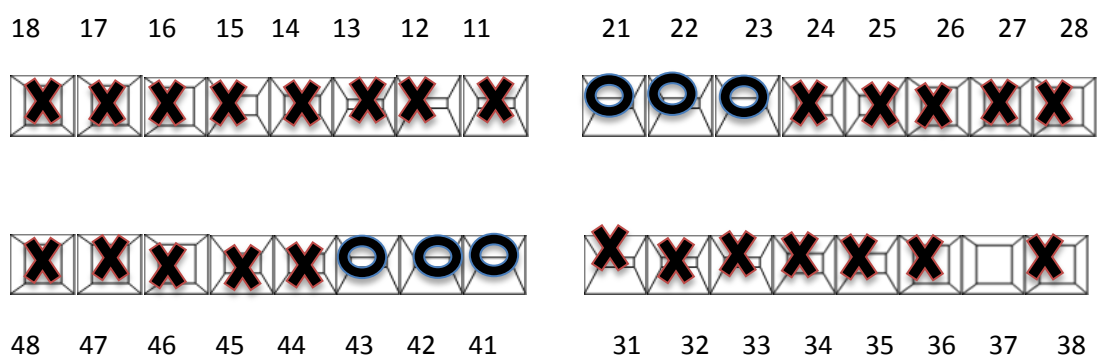 18 17 16 15 14 13 12 11 21 22 23 24 25 26 27 28
X X X X X X X X O O O X X X X X
X X X X X O O O X X X X X X X
48 47 46 45 44 43 42 41 31 32 33 34 35 36 37 38